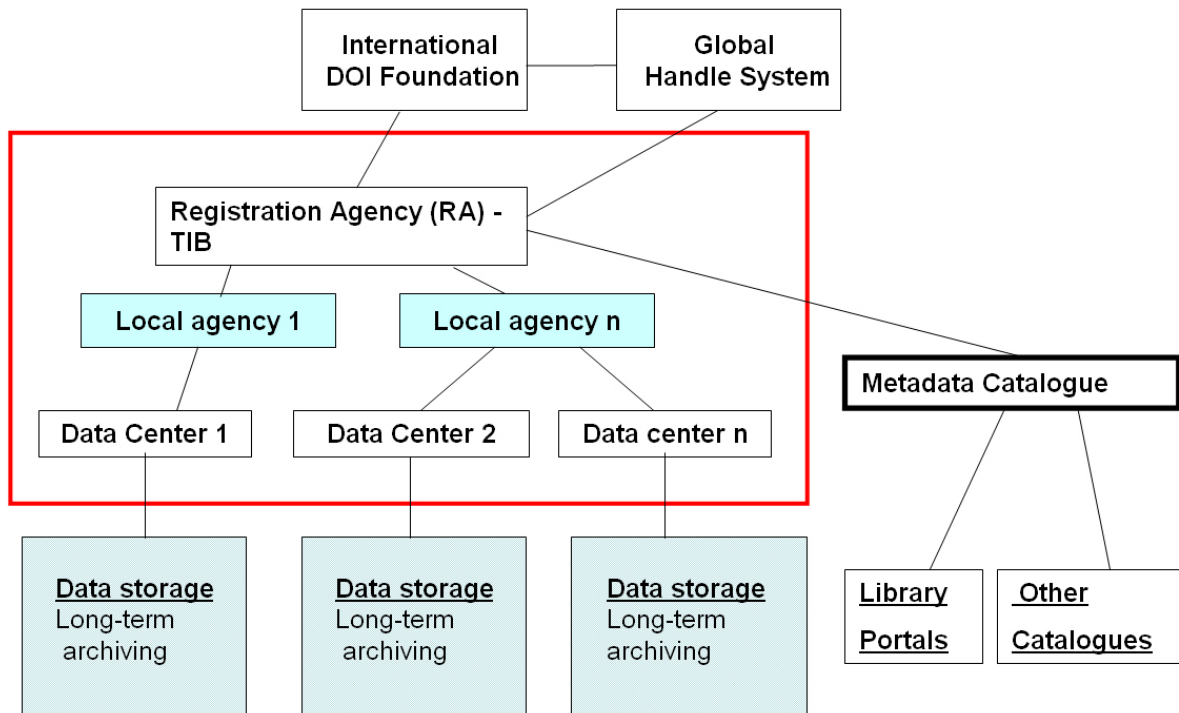 International
DOI Foundation
Global
Handle System
Registration Agency (RA) -
TIB
Local agency 1
Local agency n
Metadata Catalogue
Data Center 1
Data Center 2
Data center n
Data storage
Long-term
archiving
Data storage
Long-term
archiving
Data storage
Long-term
archiving
Library
Portals
Other
Catalogues